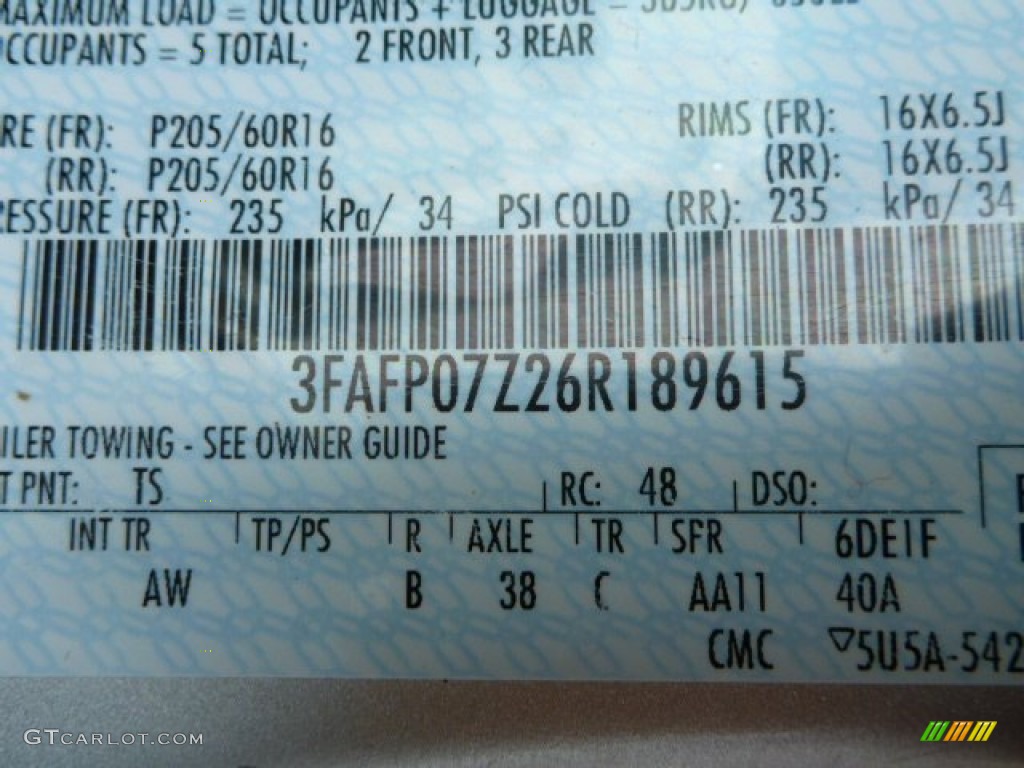 MAXIMUM LOAD = OCCUPANTS + LUGGAGE =
OCCUPANTS = 5 TOTAL; 2 FRONT, 3 REAR
RE (FR): P205/60R16 RIMS (FR): 16X6.5J
(RR): P205/60R16 (RR): 16X6.5J
RESSURE (FR): 235 kPa/ 34 PSI COLD (RR): 235 kPa/ 34
3FAFP07Z26R189615
ILER TOWING - SEE OWNER GUIDE
T PNT: TS RC: 48 DSO:
INT TR TP/PS R AXLE TR SFR 6DE1F
AW B 38 C AA11 40A
CMC ▽5U5A-542
GTCARLOT.COM